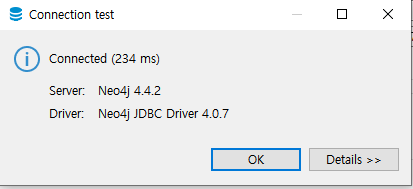 Connection test
Connected (234 ms)
Server: Neo4j 4.4.2
Driver: Neo4j JDBC Driver 4.0.7
OK Details >>